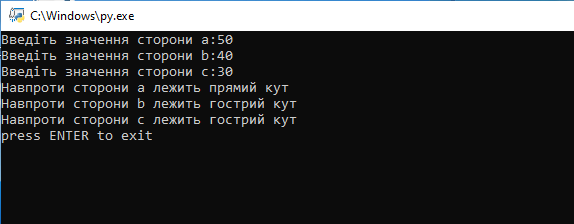 C:\Windows\py.exe
Введіть значення сторони a:50
Введіть значення сторони b:40
Введіть значення сторони c:30
Навпроти сторони a лежить прямий кут
Навпроти сторони b лежить гострий кут
Навпроти сторони c лежить гострий кут
press ENTER to exit